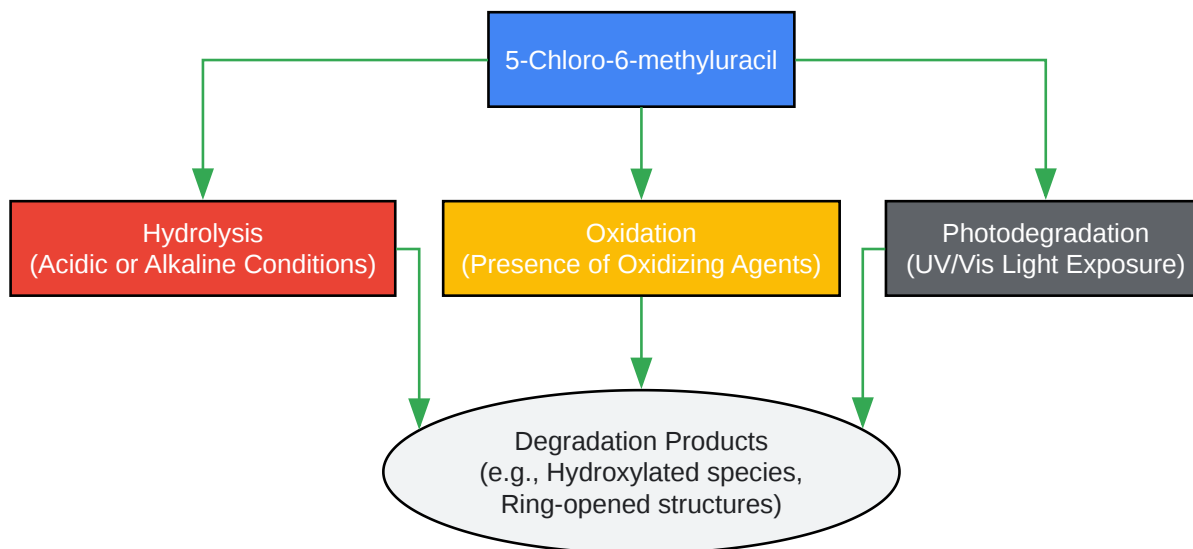 5-Chloro-6-methyluracil
Hydrolysis
(Acidic or Alkaline Conditions)
Oxidation
(Presence of Oxidizing Agents)
Photodegradation
(UV/Vis Light Exposure)
Degradation Products
(e.g., Hydroxylated species,
Ring-opened structures)